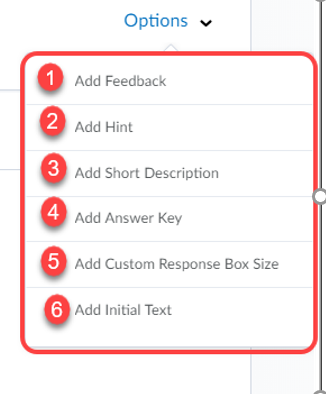 Options
1 Add Feedback
2 Add Hint
3 Add Short Description
4 Add Answer Key
5 Add Custom Response Box Size
6 Add Initial Text